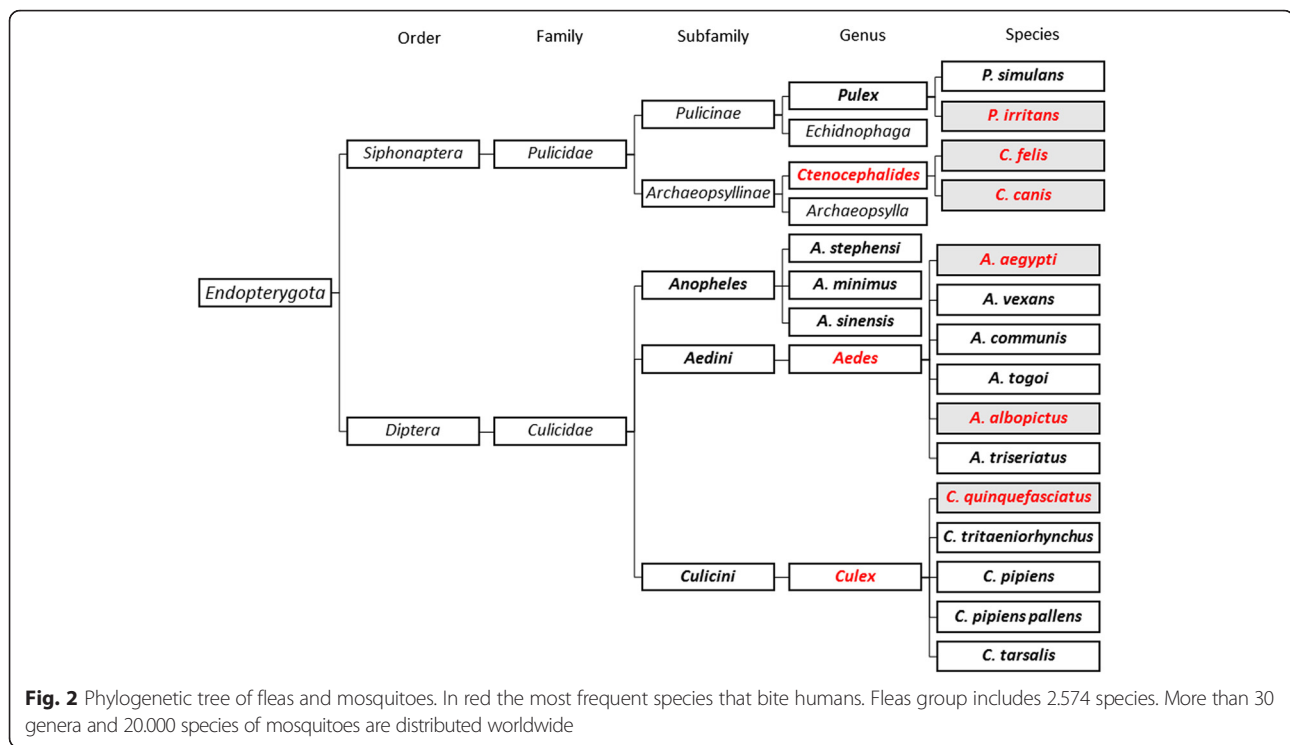 Order Family Subfamily Genus Species
P. simulans
Pulex
Pulicinae
P. irritans
Echidnophaga
Siphonaptera Pulicidae
C. felis
Ctenocephalides
Archaeopsyllinae
C. canis
Archaeopsylla
A. stephensi
A. aegypti
Endopterygota
Anopheles A. minimus
A. vexans
A. sinensis
A. communis
Aedini Aedes
A. togoi
Diptera Culicidae
A. albopictus
A. triseriatus
C. quinquefasciatus
C. tritaeniorhynchus
Culicini Culex C. pipiens
C. pipiens pallens
C. tarsalis
Fig. 2 Phylogenetic tree of fleas and mosquitoes. In red the most frequent species that bite humans. Fleas group includes 2.574 species. More than 30
genera and 20.000 species of mosquitoes are distributed worldwide